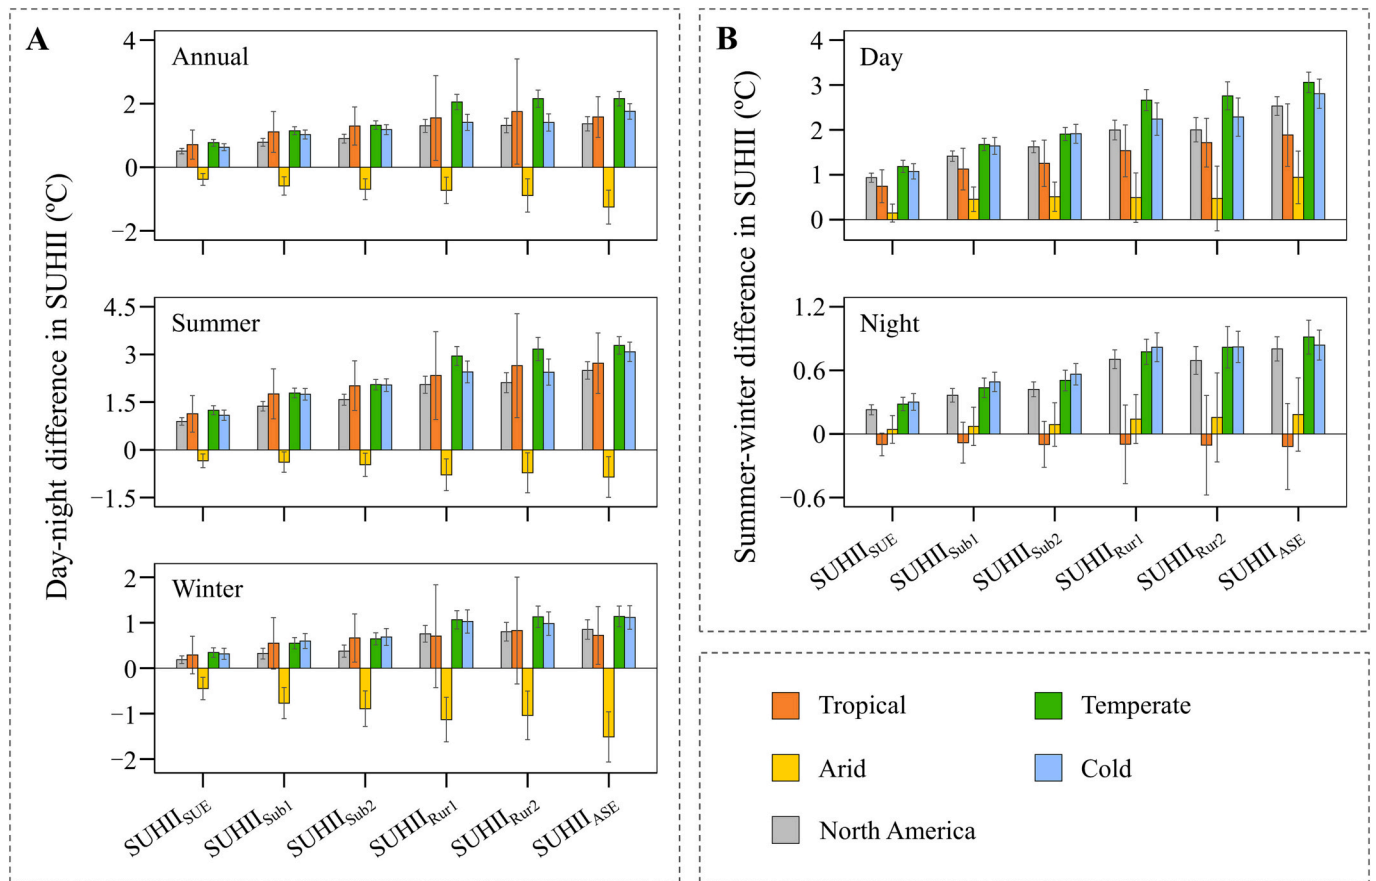 A
Day-night difference in SUHII (ºC)
Annual
4
2
0
−2
Summer
4.5
3
1.5
0
−1.5
Winter
2
1
0
−1
−2
SUHII_SUE
SUHII_Sub1
SUHII_Sub2
SUHII_Rur1
SUHII_Rur2
SUHII_ASE
B
Summer-winter difference in SUHII (ºC)
Day
4
3
2
1
0
Night
1.2
0.6
0
−0.6
SUHII_SUE
SUHII_Sub1
SUHII_Sub2
SUHII_Rur1
SUHII_Rur2
SUHII_ASE
Tropical
Temperate
Arid
Cold
North America